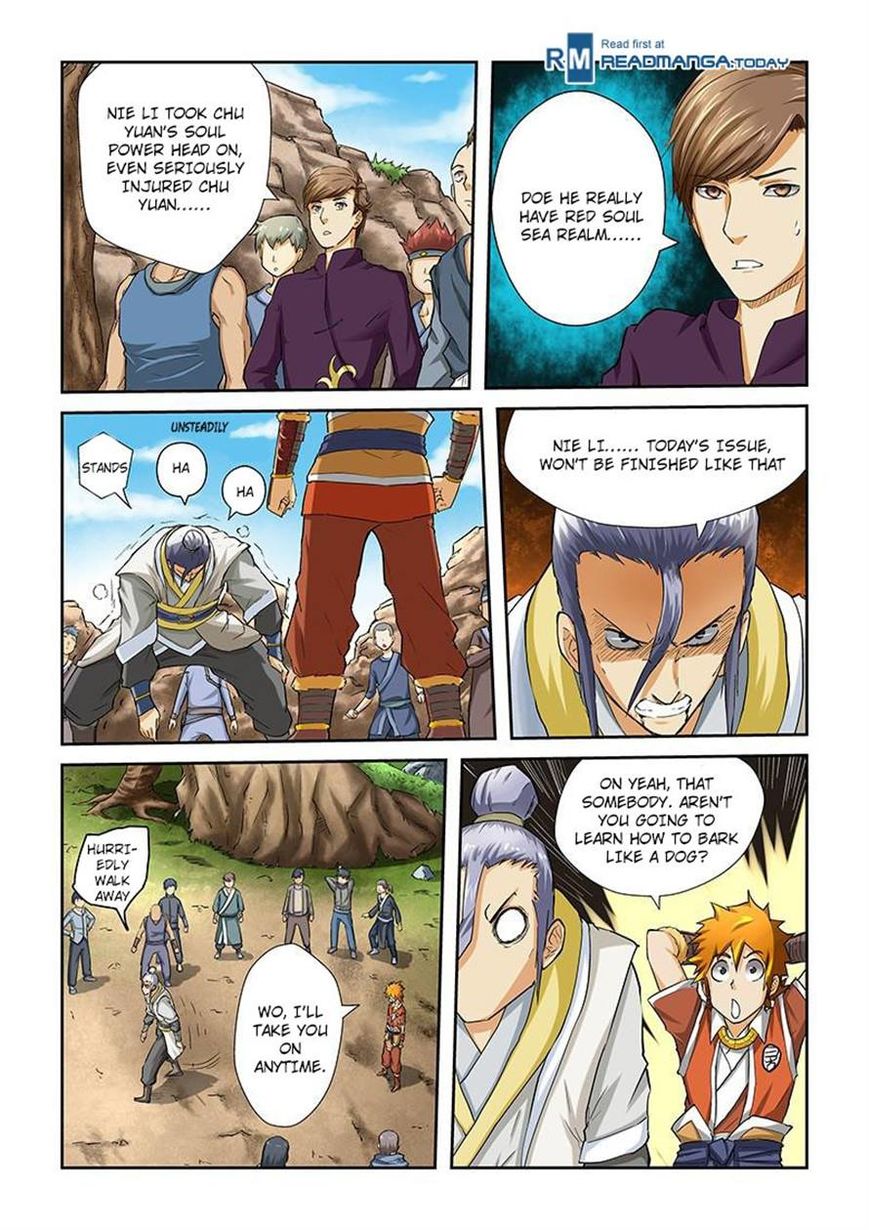 Read first at
RM READMANGA.TODAY
NIE LI TOOK CHU
YUAN'S SOUL
POWER HEAD ON,
EVEN SERIOUSLY
INJURED CHU
YUAN......
DOE HE REALLY
HAVE RED SOUL
SEA REALM......
UNSTEADILY
STANDS
HA
HA
NIE LI...... TODAY'S ISSUE,
WON'T BE FINISHED LIKE THAT
HURRI-
EDLY
WALK
AWAY
WO, I'LL
TAKE YOU
ON
ANYTIME.
OH YEAH, THAT
SOMEBODY. AREN'T
YOU GOING TO
LEARN HOW TO BARK
LIKE A DOG?